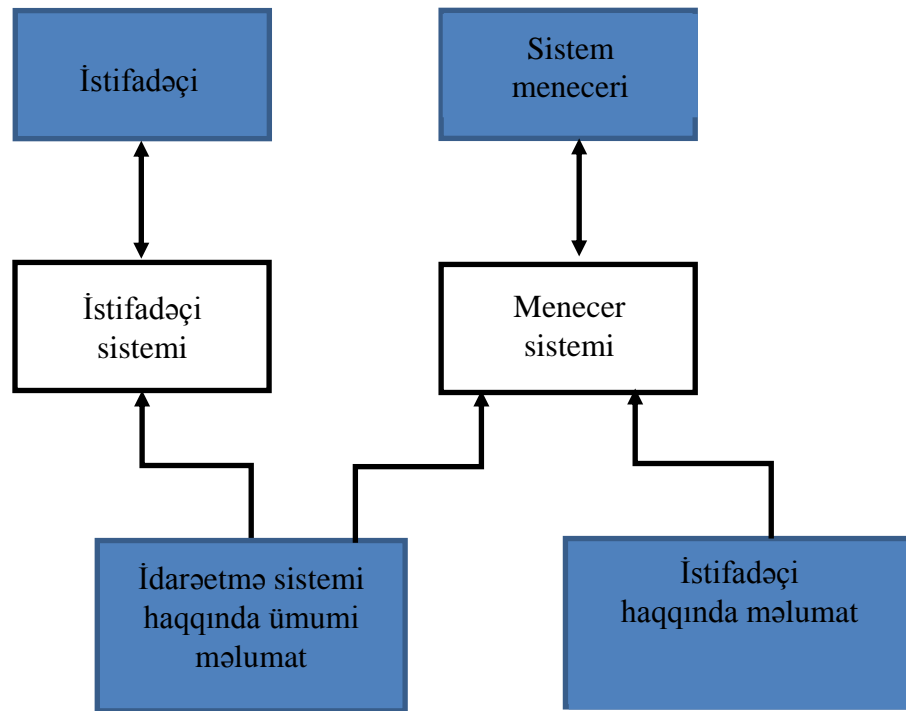 İstifadəçi
Sistem
meneceri
İstifadəçi
sistemi
Menecer
sistemi
İdarəetmə sistemi
haqqında ümumi
məlumat
İstifadəçi
haqqında məlumat